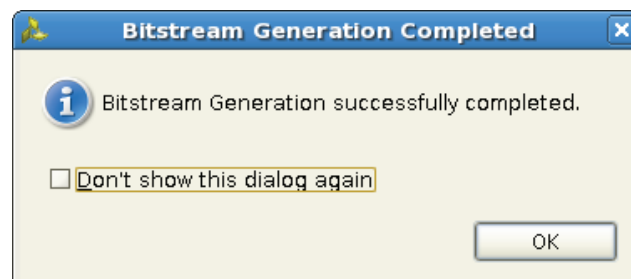 Bitstream Generation Completed
Bitstream Generation successfully completed.
Don't show this dialog again
OK